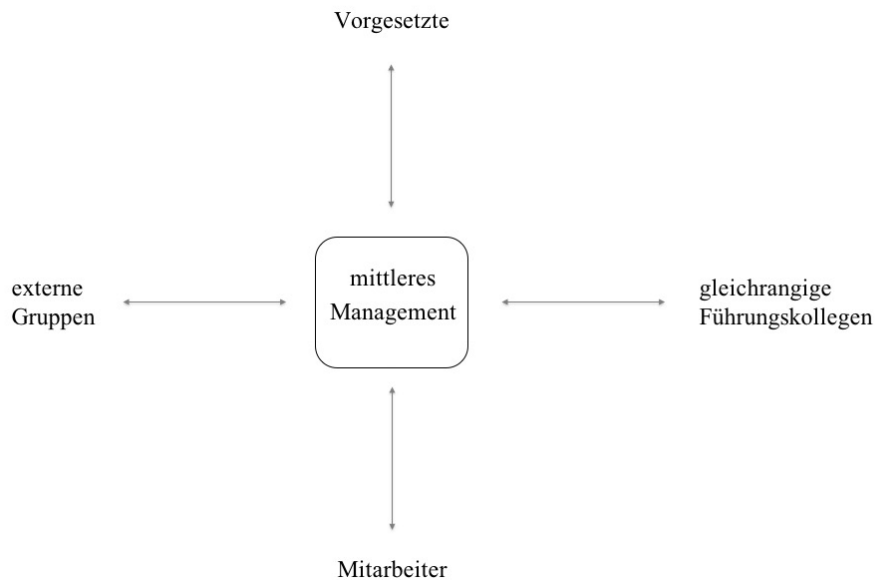 Vorgesetzte
mittleres
Management
externe
Gruppen
gleichrangige
Führungskollegen
Mitarbeiter